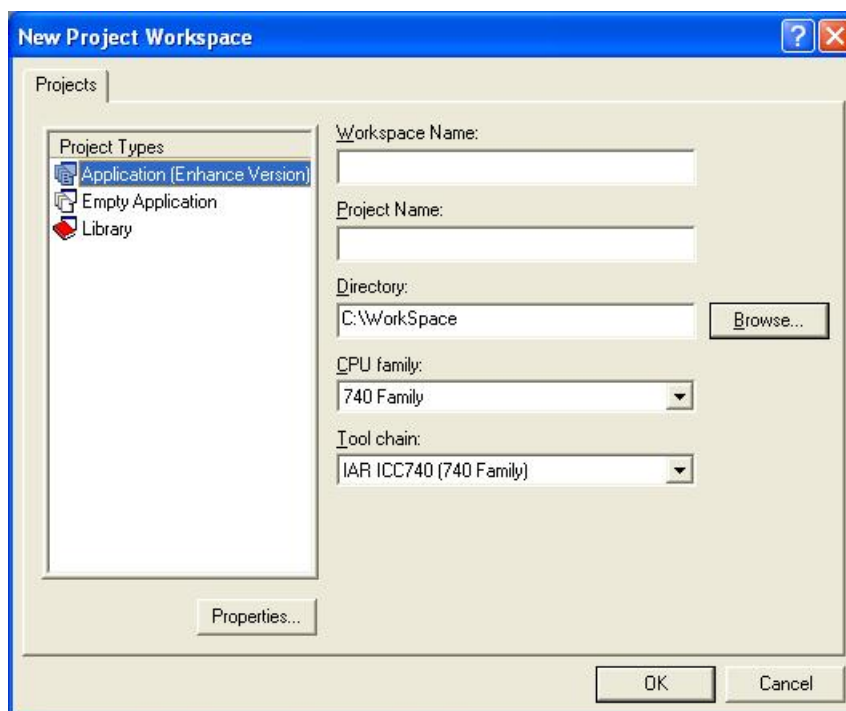 New Project Workspace
Projects
Project Types
Application (Enhance Version)
Empty Application
Library
Properties...
Workspace Name:
Project Name:
Directory:
C:\WorkSpace
Browse...
CPU family:
740 Family
Tool chain:
IAR ICC740 (740 Family)
OK
Cancel